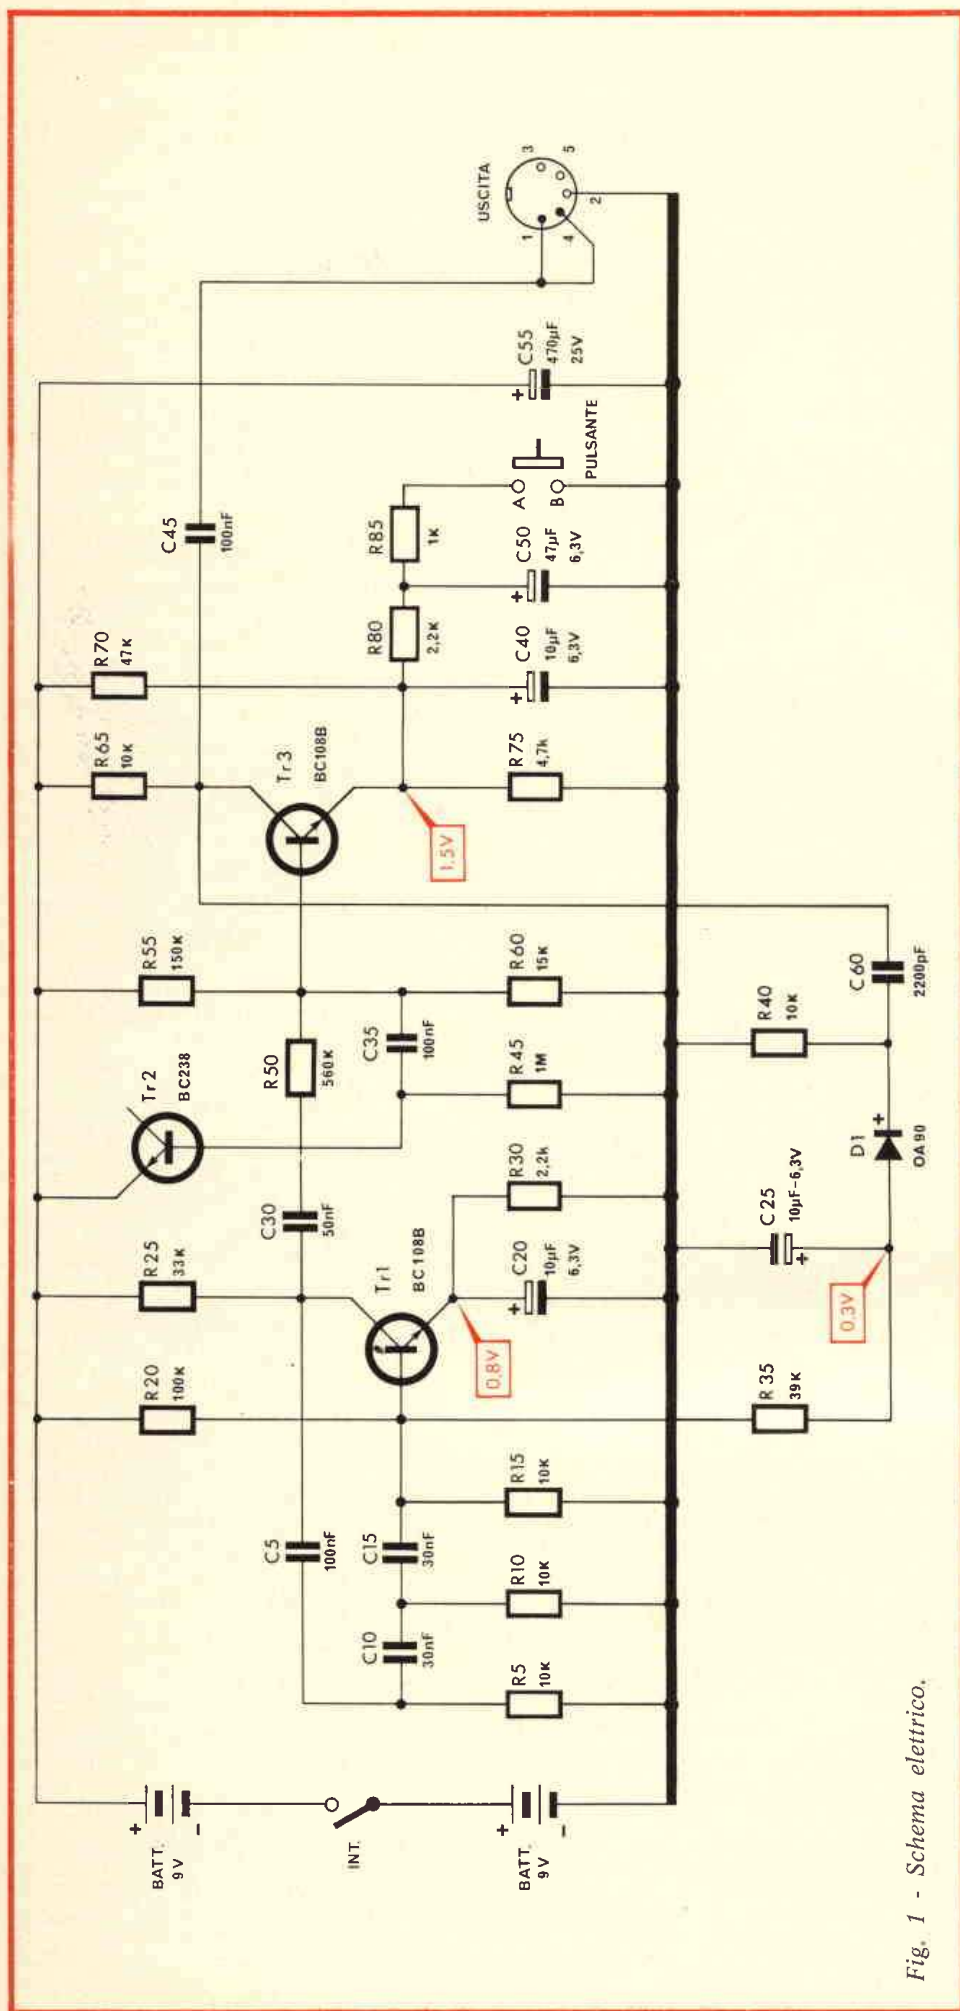 BATT.
9V
+
-
INT.
BATT.
9V
+
-
R5
10K
C10
30nF
R10
10K
C15
30nF
R15
10K
C5
100nF
R20
100K
R25
33K
Tr1
BC108B
0.8V
C20
10µF
6,3V
+
R30
2,2k
C30
50nF
Tr2
BC238
R50
560K
R45
1M
C35
100nF
R55
150K
R60
15K
Tr3
BC108B
1.5V
R65
10K
R70
47K
R75
4,7k
C40
10µF
6,3V
+
R80
2,2K
C50
47µF
6,3V
+
R85
1K
A
B
PULSANTE
C45
100nF
C55
470µF
25V
+
USCITA
1
3
4
2
5
R35
39K
0.3V
C25
10µF-6,3V
+
D1
+
OA90
R40
10K
C60
2200pF
Fig. 1 - Schema elettrico.